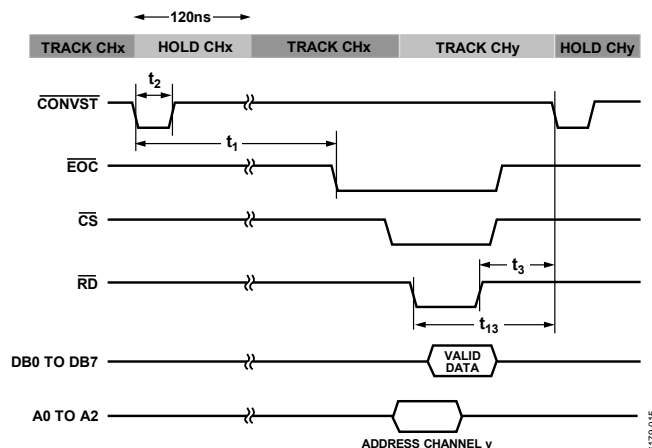 120ns
TRACK CHx HOLD CHx TRACK CHx TRACK CHy HOLD CHy
t2
CONVST
t1
EOC
CS
t3
RD
t13
DB0 TO DB7
VALID
DATA
A0 TO A2
ADDRESS CHANNEL y